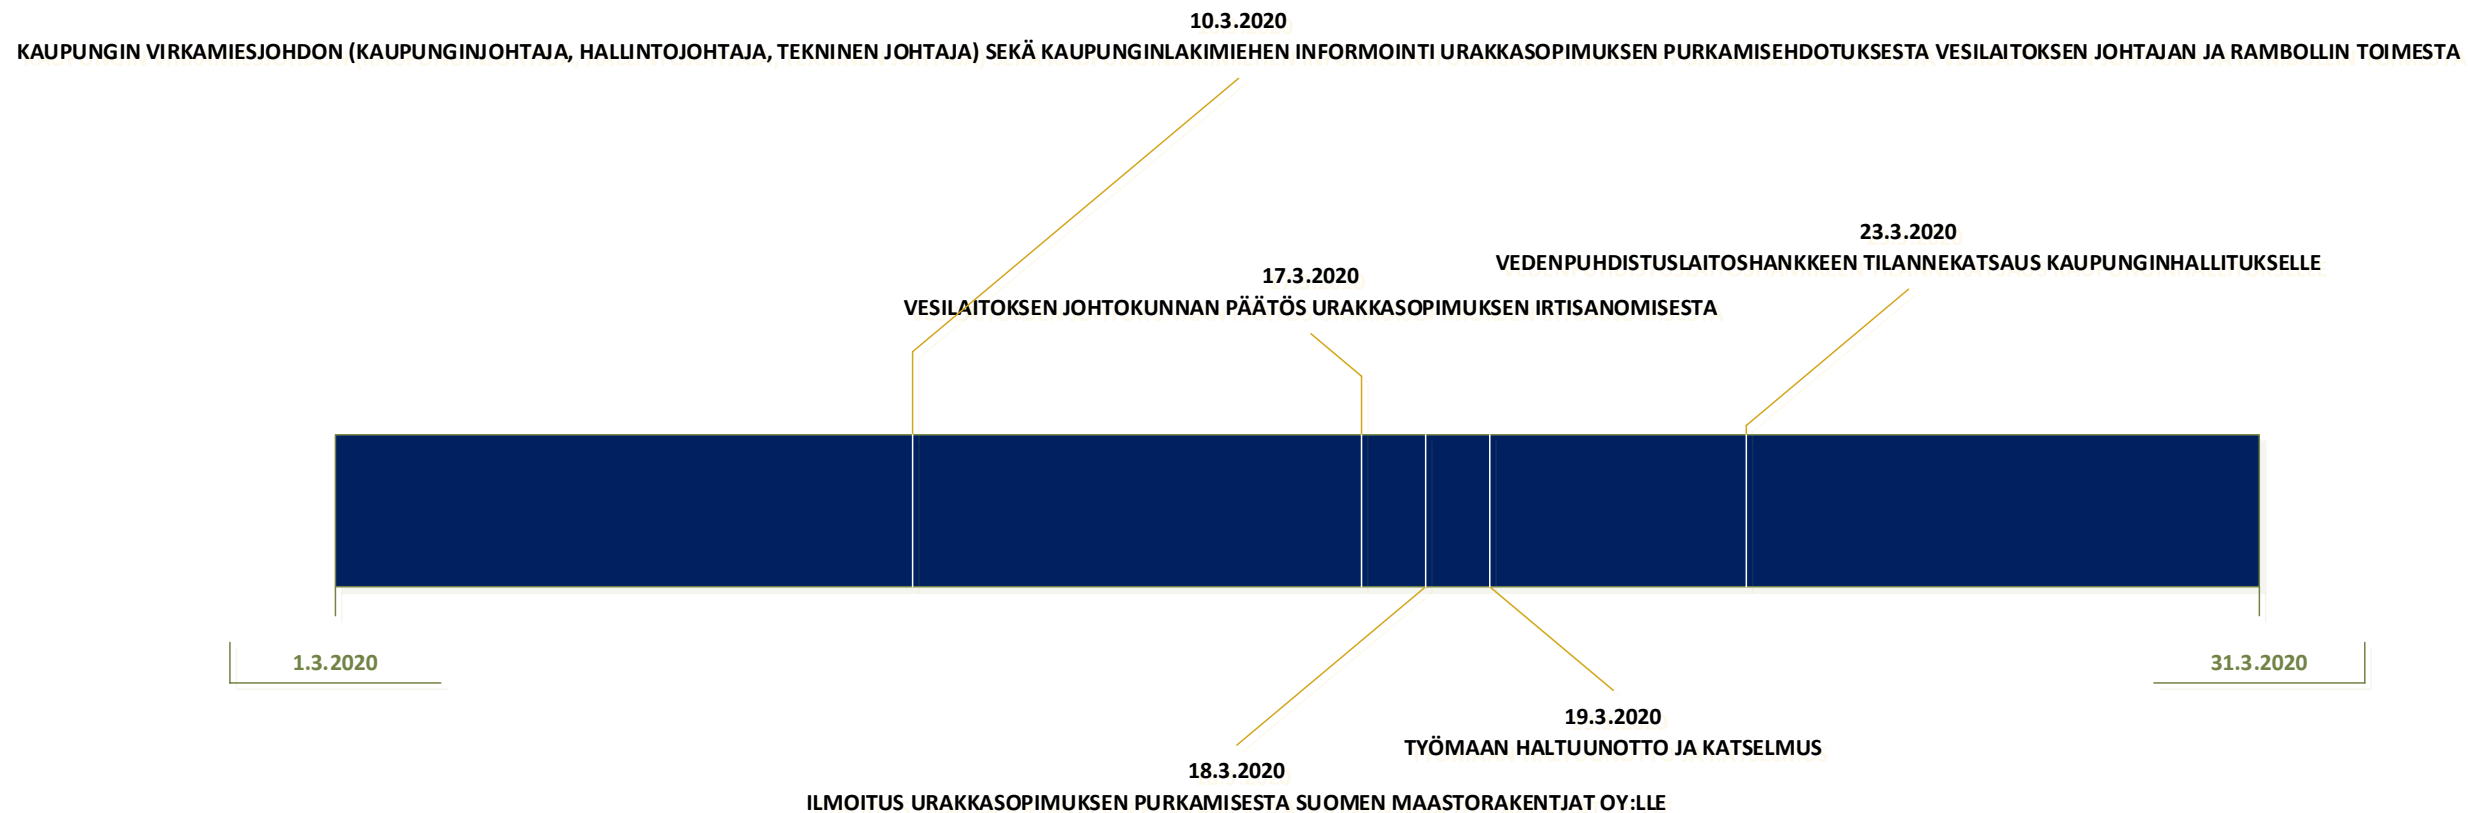 10.3.2020
KAUPUNGIN VIRKAMIESJOHDON (KAUPUNGINJOHTAJA, HALLINTOJOHTAJA, TEKNINEN JOHTAJA) SEKÄ KAUPUNGINLAKIMIEHEN INFORMOINTI URAKKASOPIMUKSEN PURKAMISEHDOTUKSESTA VESILAITOKSEN JOHTAJAN JA RAMBOLLIN TOIMESTA
23.3.2020
VEDENPUHDISTUSLAITOSHANKKEEN TILANNEKATSAUS KAUPUNGINHALLITUKSELLE
17.3.2020
VESILAITOKSEN JOHTOKUNNAN PÄÄTÖS URAKKASOPIMUKSEN IRTISANOMISESTA
1.3.2020
31.3.2020
19.3.2020
TYÖMAAN HALTUUNOTTO JA KATSELMUS
18.3.2020
ILMOITUS URAKKASOPIMUKSEN PURKAMISESTA SUOMEN MAASTORAKENTJAT OY:LLE